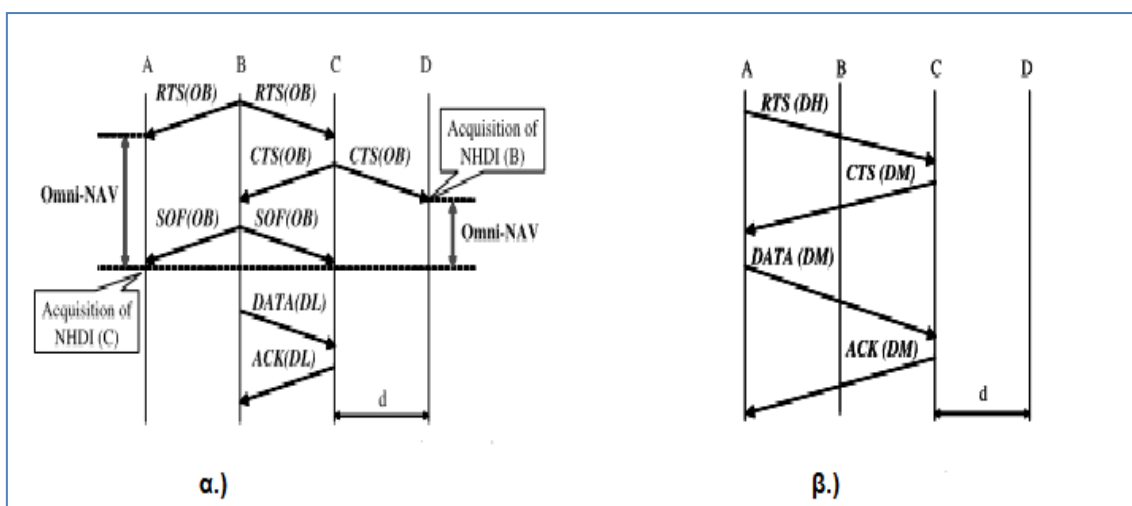 A B C D
RTS(OB) RTS(OB)
Acquisition of
NHDI (B)
CTS(OB) CTS(OB)
Omni-NAV
SOF(OB) SOF(OB)
Omni-NAV
Acquisition of
NHDI (C)
DATA(DL)
ACK(DL)
d
α.)
A B C D
RTS (DH)
CTS (DM)
DATA (DM)
ACK (DM)
d
β.)